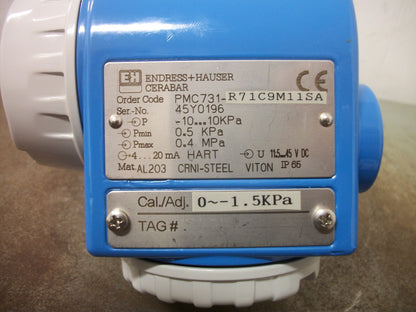 EH ENDRESS+HAUSER CE
CERABAR
Order Code PMC731-R71C9M11SA
Ser.-No. 45Y0196
P -10...10KPa
Pmin 0.5 KPa
Pmax 0.4 MPa
4...20 mA HART U 11.5...45 V DC
Mat. AL203 CRNI-STEEL VITON IP 65
Cal./Adj. 0~-1.5KPa
TAG #.